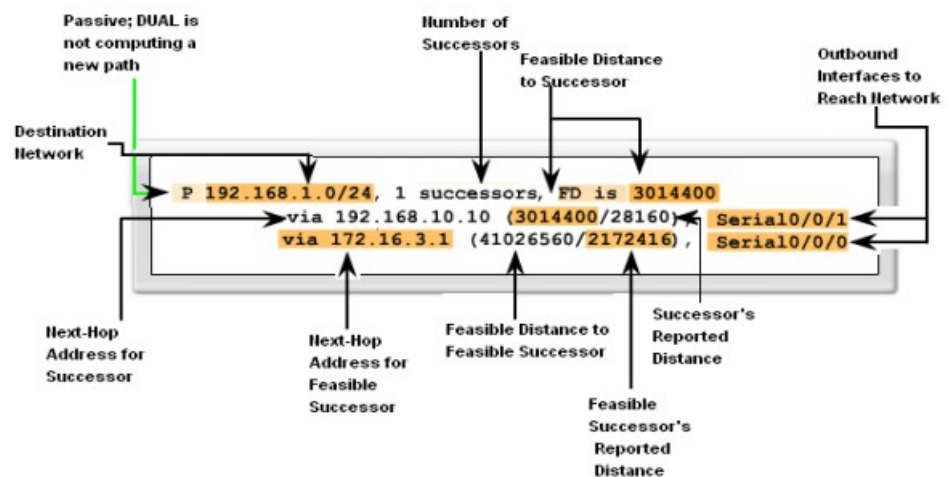 Passive; DUAL is
not computing a
new path
Number of
Successors
Feasible Distance
to Successor
Outbound
Interfaces to
Reach Network
Destination
Network
P 192.168.1.0/24, 1 successors, FD is 3014400
via 192.168.10.10 (3014400/28160), Serial0/0/1
via 172.16.3.1 (41026560/2172416), Serial0/0/0
Next-Hop
Address for
Successor
Next-Hop
Address for
Feasible
Successor
Feasible Distance to
Feasible Successor
Feasible
Successor's
Reported
Distance
Successor's
Reported
Distance